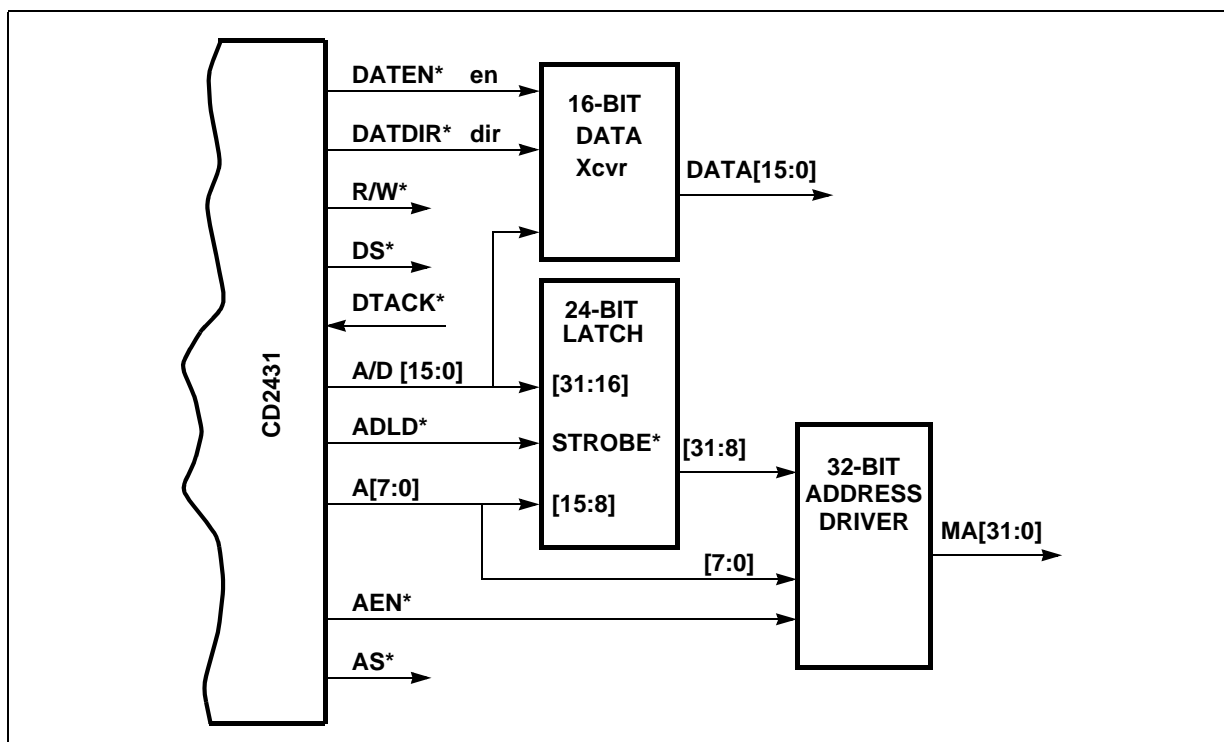 CD2431
DATEN* en
DATDIR* dir
R/W*
DS*
DTACK*
A/D [15:0]
ADLD*
A[7:0]
AEN*
AS*
16-BIT
DATA
Xcvr
DATA[15:0]
24-BIT
LATCH
[31:16]
STROBE*
[15:8]
[31:8]
[7:0]
32-BIT
ADDRESS
DRIVER
MA[31:0]